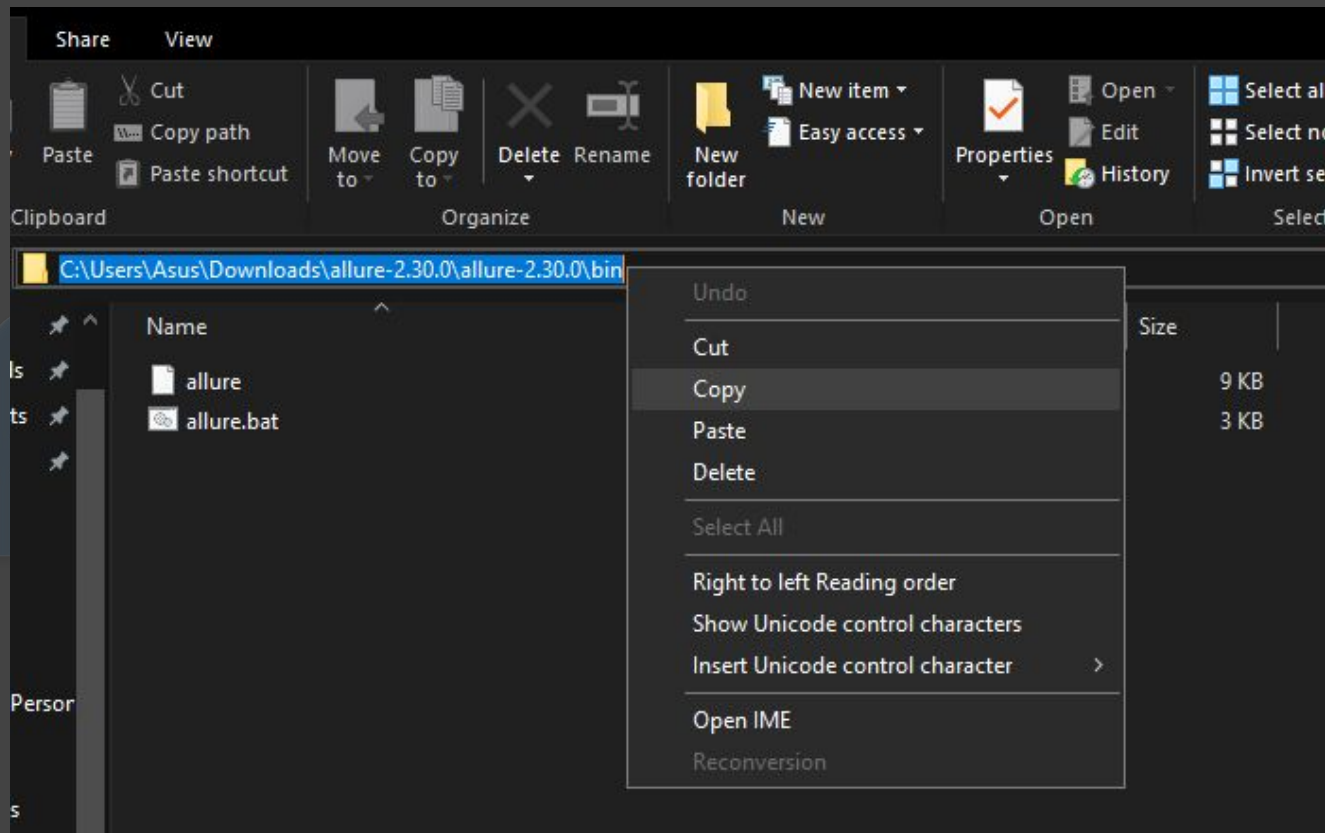 Share View
Cut
Copy path
Paste shortcut
Paste
Clipboard
Move to
Copy to
Delete
Rename
Organize
New folder
New item
Easy access
New
Properties
Open
Edit
History
Open
Select al
Select no
Invert se
Select
C:\Users\Asus\Downloads\allure-2.30.0\allure-2.30.0\bin
Name
Size
ls
allure
9 KB
ts
allure.bat
3 KB
Person
s
Undo
Cut
Copy
Paste
Delete
Select All
Right to left Reading order
Show Unicode control characters
Insert Unicode control character
Open IME
Reconversion